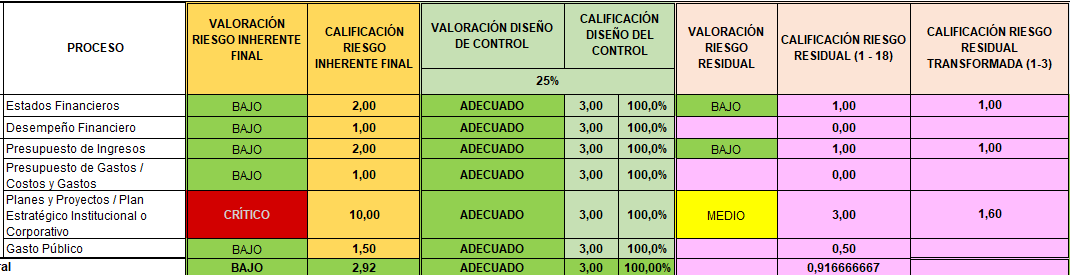 PROCESO
VALORACIÓN
RIESGO INHERENTE
FINAL
CALIFICACIÓN
RIESGO
INHERENTE FINAL
VALORACIÓN DISEÑO
DE CONTROL
CALIFICACIÓN
DISEÑO DEL
CONTROL
VALORACIÓN
RIESGO
RESIDUAL
CALIFICACIÓN RIESGO
RESIDUAL (1 - 18)
CALIFICACIÓN RIESGO
RESIDUAL
TRANSFORMADA (1-3)
25%
Estados Financieros BAJO 2,00 ADECUADO 3,00 100,0% BAJO 1,00 1,00
Desempeño Financiero BAJO 1,00 ADECUADO 3,00 100,0% 0,00
Presupuesto de Ingresos BAJO 2,00 ADECUADO 3,00 100,0% BAJO 1,00 1,00
Presupuesto de Gastos /
Costos y Gastos
BAJO 1,00 ADECUADO 3,00 100,0% 0,00
Planes y Proyectos / Plan
Estratégico Institucional o
Corporativo
CRÍTICO 10,00 ADECUADO 3,00 100,0% MEDIO 3,00 1,60
Gasto Público BAJO 1,50 ADECUADO 3,00 100,0% 0,50
ral BAJO 2,92 ADECUADO 3,00 100,00% 0,916666667